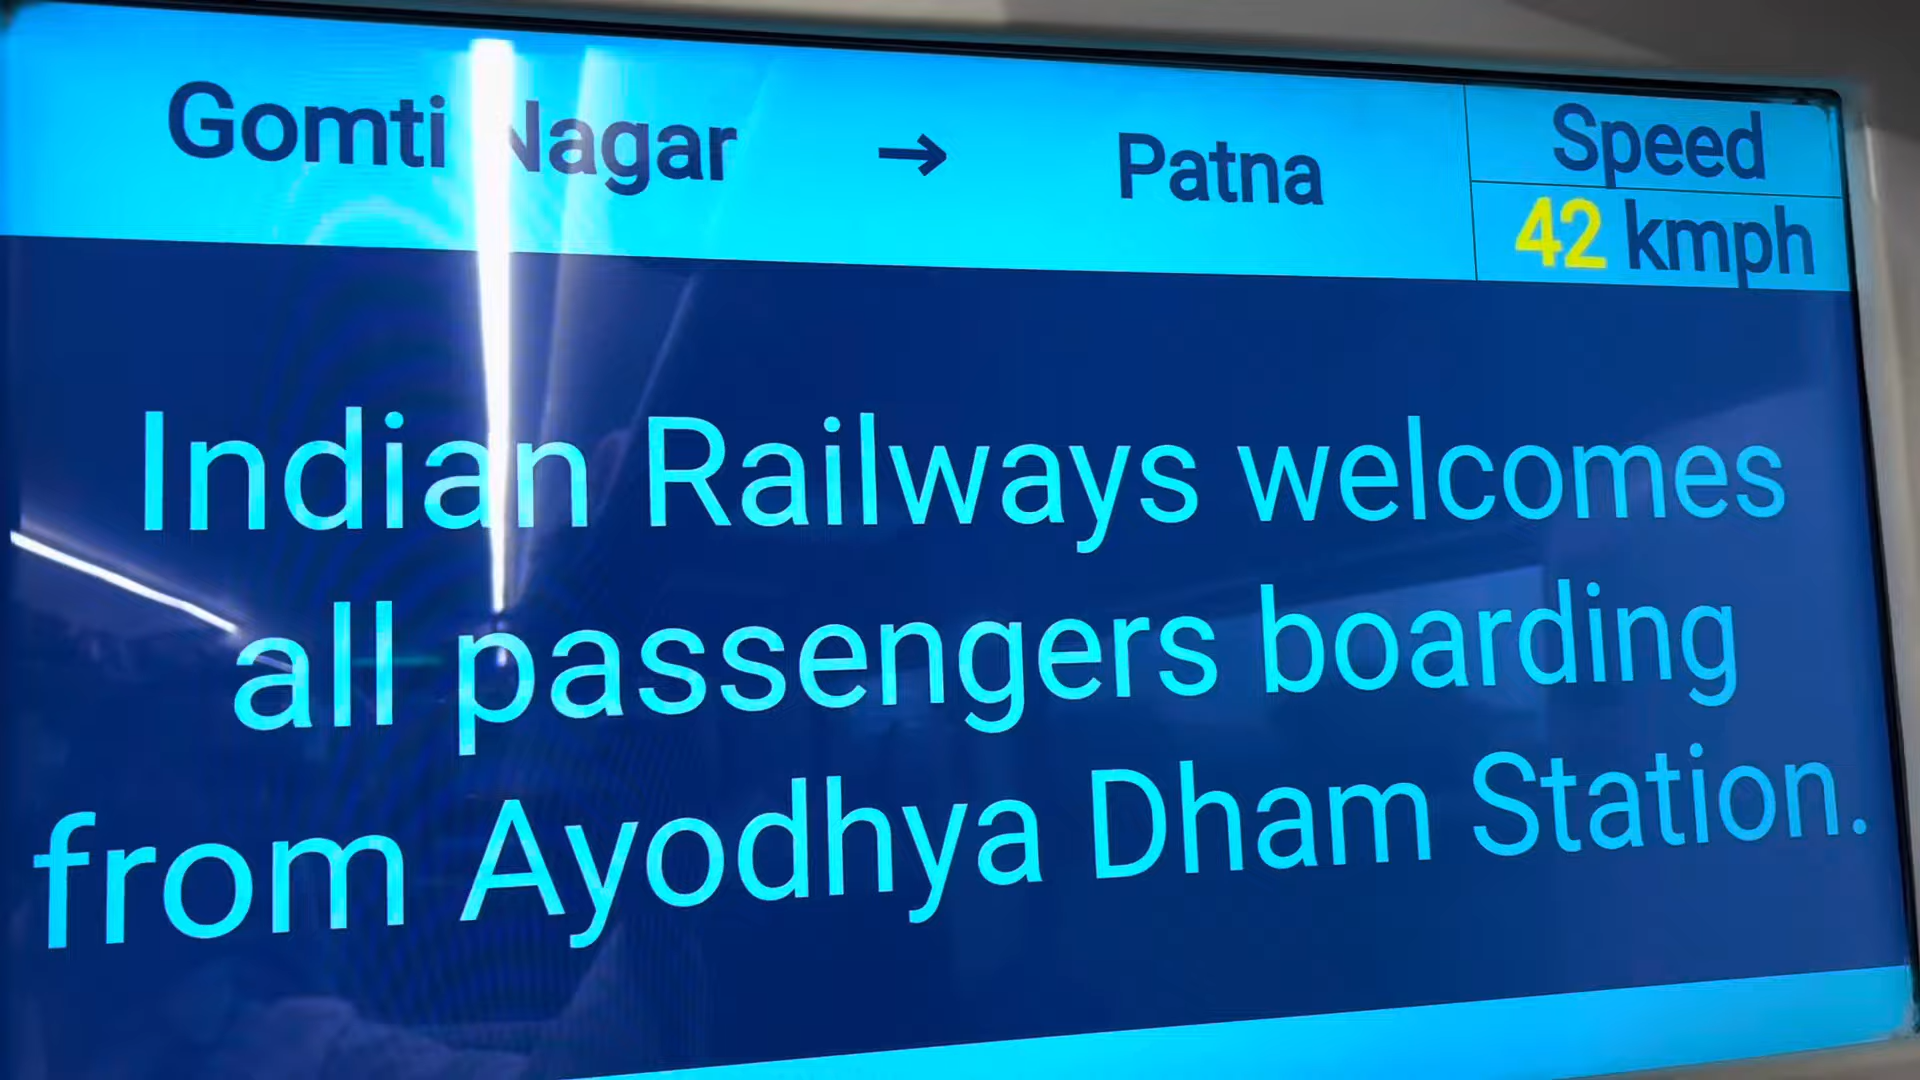 Gomti Nagar → Patna
Speed
42 kmph
Indian Railways welcomes
all passengers boarding
from Ayodhya Dham Station.